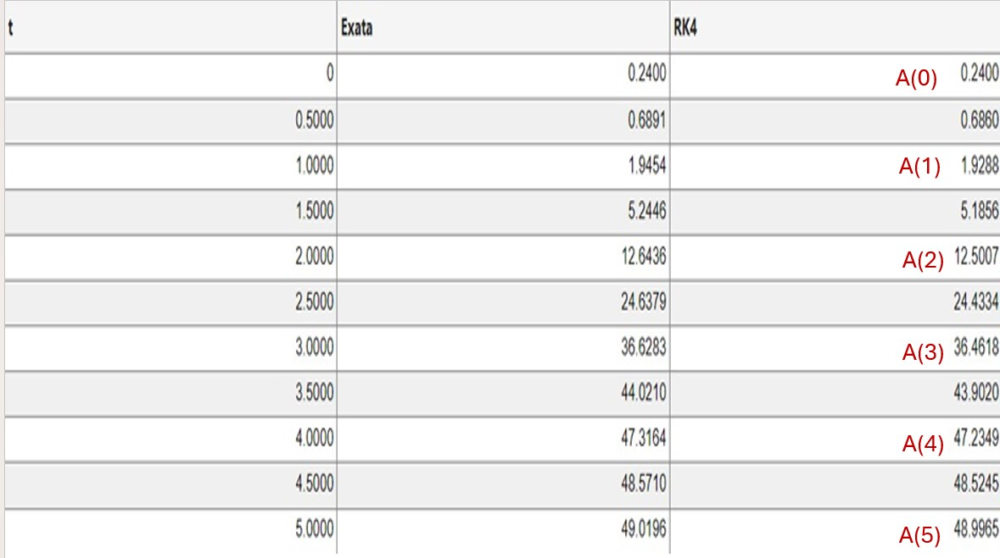 t Exata RK4
0 0.2400 A(0) 0.2400
0.5000 0.6891 0.6860
1.0000 1.9454 A(1) 1.9288
1.5000 5.2446 5.1856
2.0000 12.6436 A(2) 12.5007
2.5000 24.6379 24.4334
3.0000 36.6283 A(3) 36.4618
3.5000 44.0210 43.9020
4.0000 47.3164 A(4) 47.2349
4.5000 48.5710 48.5245
5.0000 49.0196 A(5) 48.9965